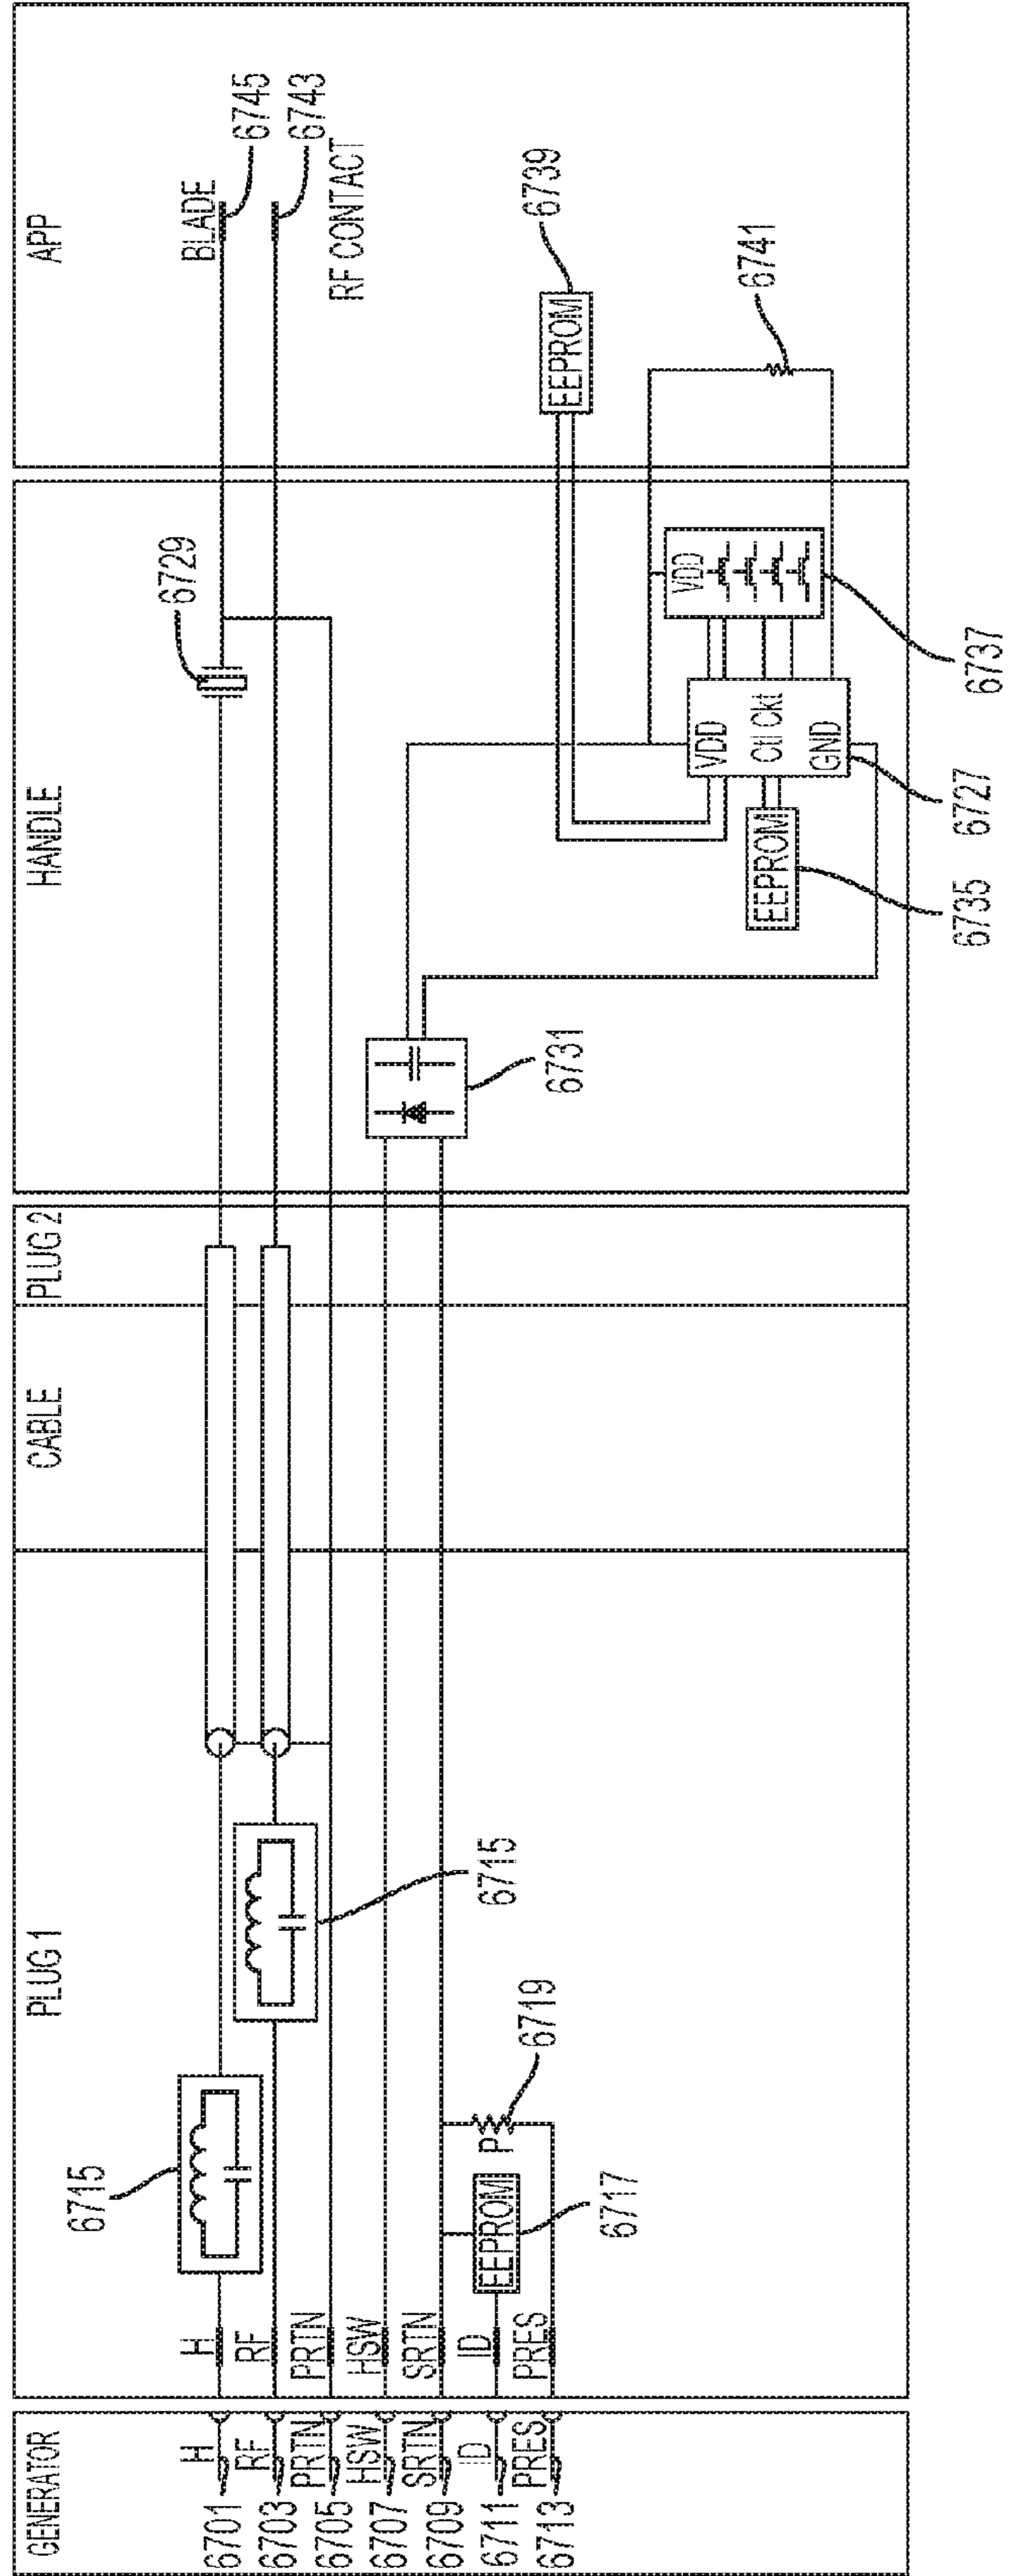 GENERATOR
H
RF
PRTN
HSW
SRTN
ID
PRES
6701
6703
6705
6707
6709
6711
6713
PLUG 1
H
RF
PRTN
HSW
SRTN
ID
PRES
6715
6715
EEPROM
6717
P
6719
CABLE
PLUG 2
HANDLE
6729
6731
EEPROM
6735
VDD
Ctl Ckt
GND
6727
VDD
6737
APP
BLADE
6745
6743
RF CONTACT
EEPROM
6739
6741